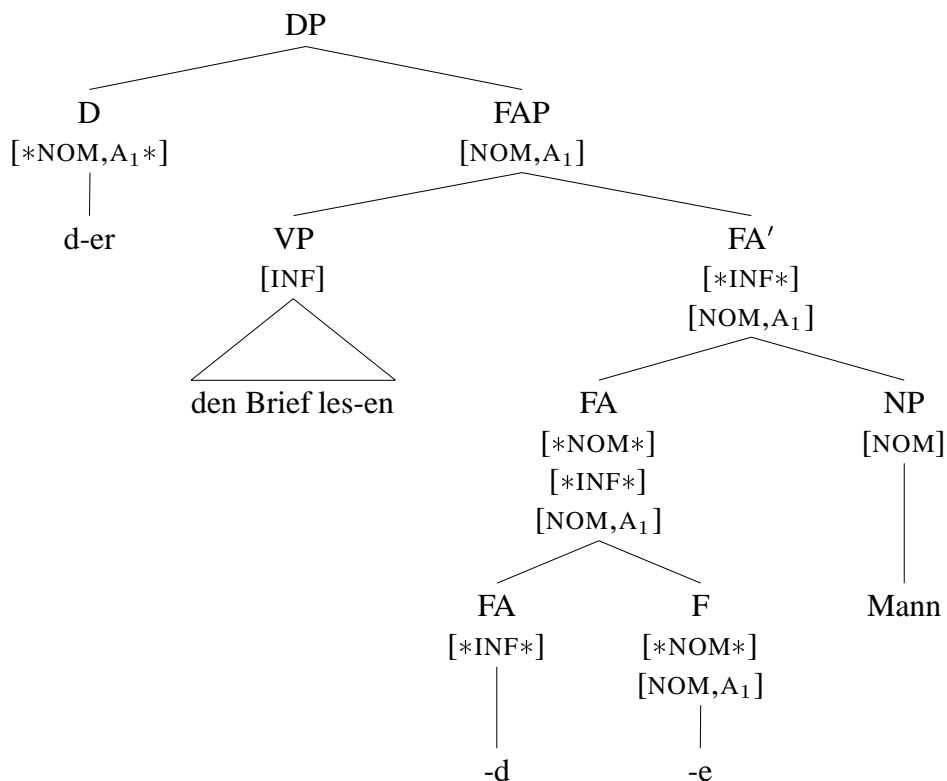 DP
D FAP
[∗NOM,A₁∗] [NOM,A₁]
d-er VP FA′
[INF] [∗INF∗]
[NOM,A₁]
den Brief les-en FA NP
[∗NOM∗] [NOM]
[∗INF∗]
[NOM,A₁]
FA F Mann
[∗INF∗] [∗NOM∗]
[NOM,A₁]
-d -e